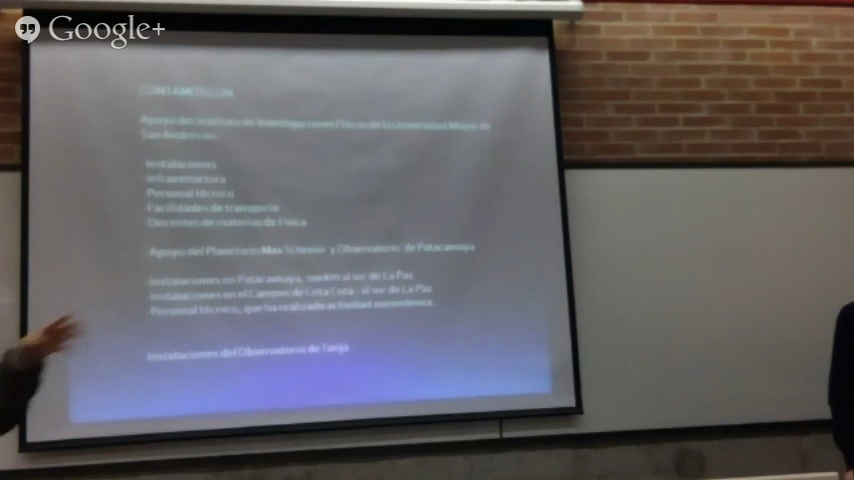 Google+
CONTAMOS CON
Apoyo del Instituto de Investigaciones Físicas de la Universidad Mayor de
San Andrés en:
-Instalaciones
-Infraestructura
-Personal técnico
-Facilidades de transporte
-Docentes de materias de Física
-Apoyo del Planetario Max Schreier y Observatorio de Patacamaya
-Instalaciones en Patacamaya, km al sur de La Paz
-Instalaciones en el Campus de Cota Cota, al sur de La Paz
-Personal técnico, que ha realizado actividad astronómica.
Instalaciones del Observatorio de Tarija